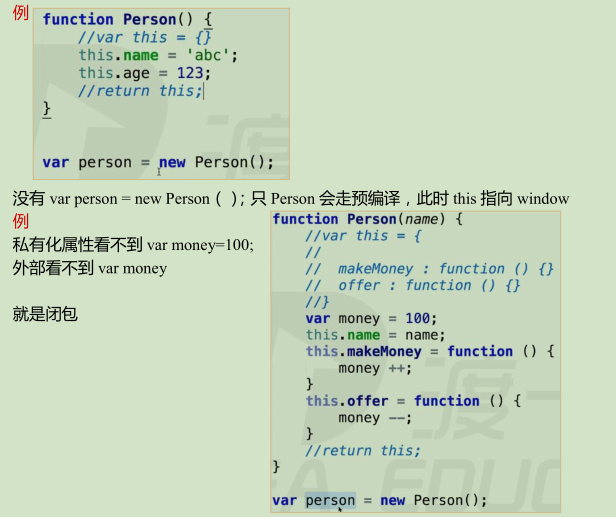 例
function Person() {
//var this = {}
this.name = 'abc';
this.age = 123;
//return this;
}
var person = new Person();
没有 var person = new Person（ ）; 只 Person 会走预编译，此时 this 指向 window
例
私有化属性看不到 var money=100;
外部看不到 var money
就是闭包
function Person(name) {
//var this = {
//
// makeMoney : function () {}
// offer : function () {}
//}
var money = 100;
this.name = name;
this.makeMoney = function () {
money ++;
}
this.offer = function () {
money --;
}
//return this;
}
var person = new Person();
渡一
EDUC